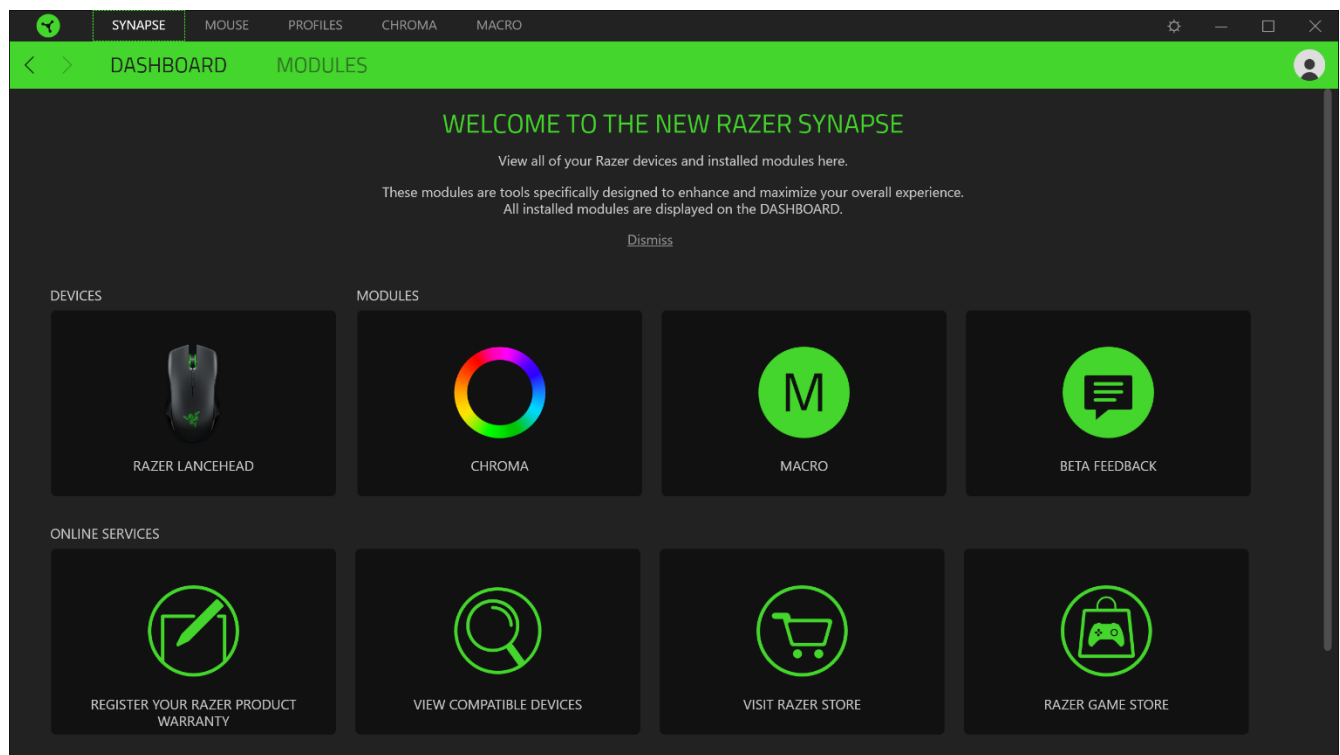 SYNAPSE MOUSE PROFILES CHROMA MACRO
DASHBOARD MODULES
WELCOME TO THE NEW RAZER SYNAPSE
View all of your Razer devices and installed modules here.
These modules are tools specifically designed to enhance and maximize your overall experience.
All installed modules are displayed on the DASHBOARD.
Dismiss
DEVICES MODULES
M
RAZER LANCEHEAD CHROMA MACRO BETA FEEDBACK
ONLINE SERVICES
REGISTER YOUR RAZER PRODUCT
WARRANTY
VIEW COMPATIBLE DEVICES
VISIT RAZER STORE
RAZER GAME STORE